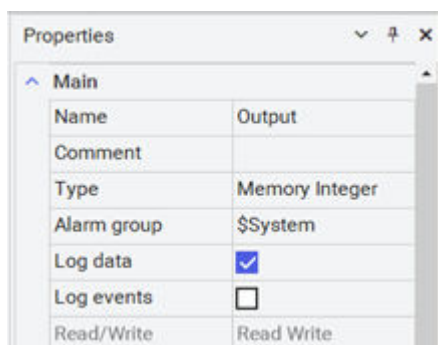 Properties
Main
Name Output
Comment
Type Memory Integer
Alarm group $System
Log data
Log events
Read/Write Read Write